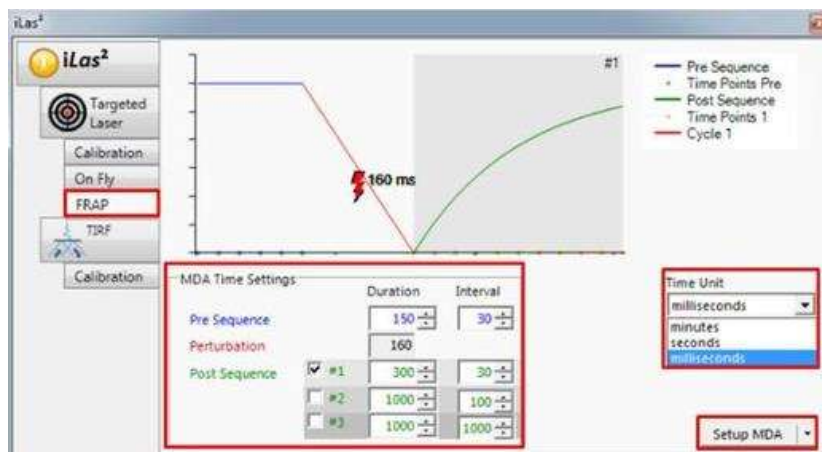 iLas²
iLas²
Targeted
Laser
Calibration
On Fly
FRAP
TIRF
Calibration
#1
160 ms
Pre Sequence
Time Points Pre
Post Sequence
Time Points 1
Cycle 1
MDA Time Settings
Duration Interval
Pre Sequence 150 30
Perturbation 160
Post Sequence #1 300 30
#2 1000 100
#3 1000 1000
Time Unit
milliseconds
minutes
seconds
milliseconds
Setup MDA